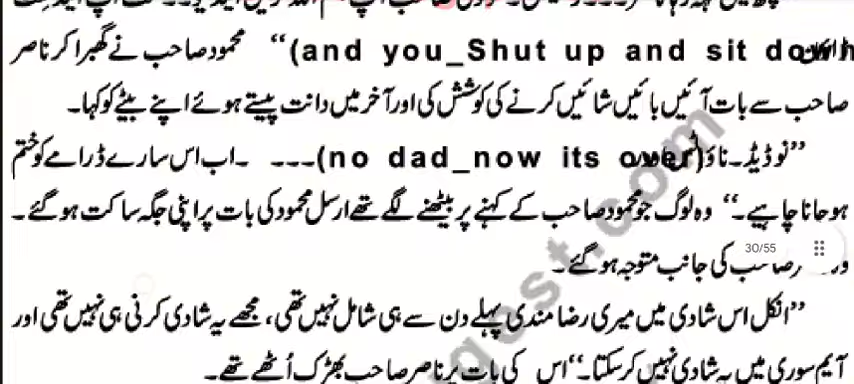 (and you_Shut up and sit down“ محمود صاحب نے گھبرا کر ناصر
صاحب سے بات آئیں بائیں شائیں کرنے کی کوشش کی اور آخر میں دانت پیستے ہوئے اپنے بیٹے کو کہا۔
”نو ڈیڈ۔ ناؤ (no dad_now its over)۔۔۔ ۔اب اس سارے ڈرامے کو ختم
ہو جانا چاہیے۔“ وہ لوگ جو محمود صاحب کے کہنے پر بیٹھنے لگے تھے ارسل محمود کی بات پر اپنی جگہ ساکت ہو گئے۔
کی جانب متوجہ ہو گئے۔
30/55
”انکل اس شادی میں میری رضا مندی پہلے دن سے ہی شامل نہیں تھی، مجھے یہ شادی کرنی ہی نہیں تھی اور
آیم سوری میں یہ شادی نہیں کر سکتا۔“ اس کی بات پر ناصر صاحب بھڑک اُٹھے تھے۔
gest.com